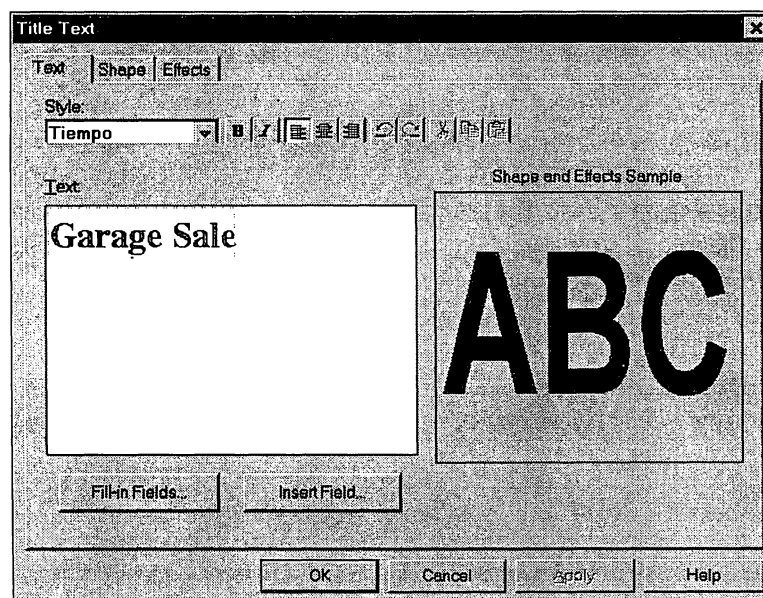 Title Text
Text Shape Effects
Style:
Tiempo
B I
Text:
Shape and Effects Sample
Garage Sale
ABC
Fill-in Fields... Insert Field...
OK Cancel Apply Help